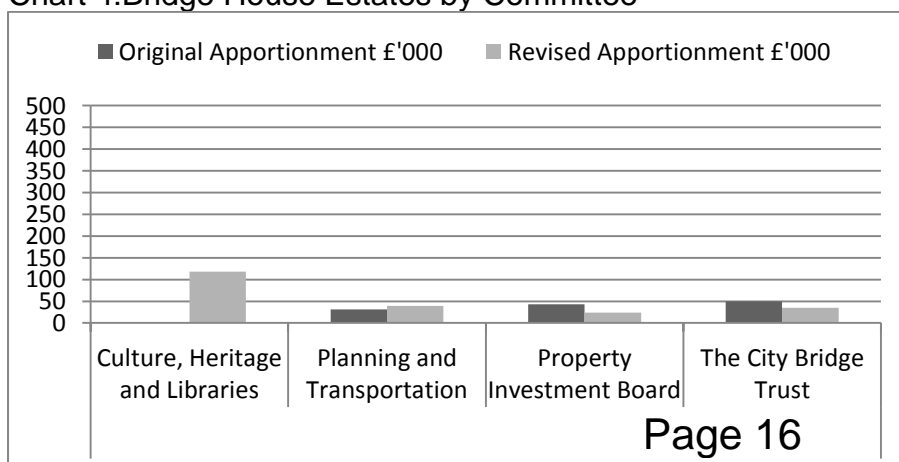 Chart 4.Bridge House Estates by Committee
Original Apportionment £'000 Revised Apportionment £'000
500
450
400
350
300
250
200
150
100
50
0
Culture, Heritage and Libraries
Planning and Transportation
Property Investment Board
The City Bridge Trust
Page 16